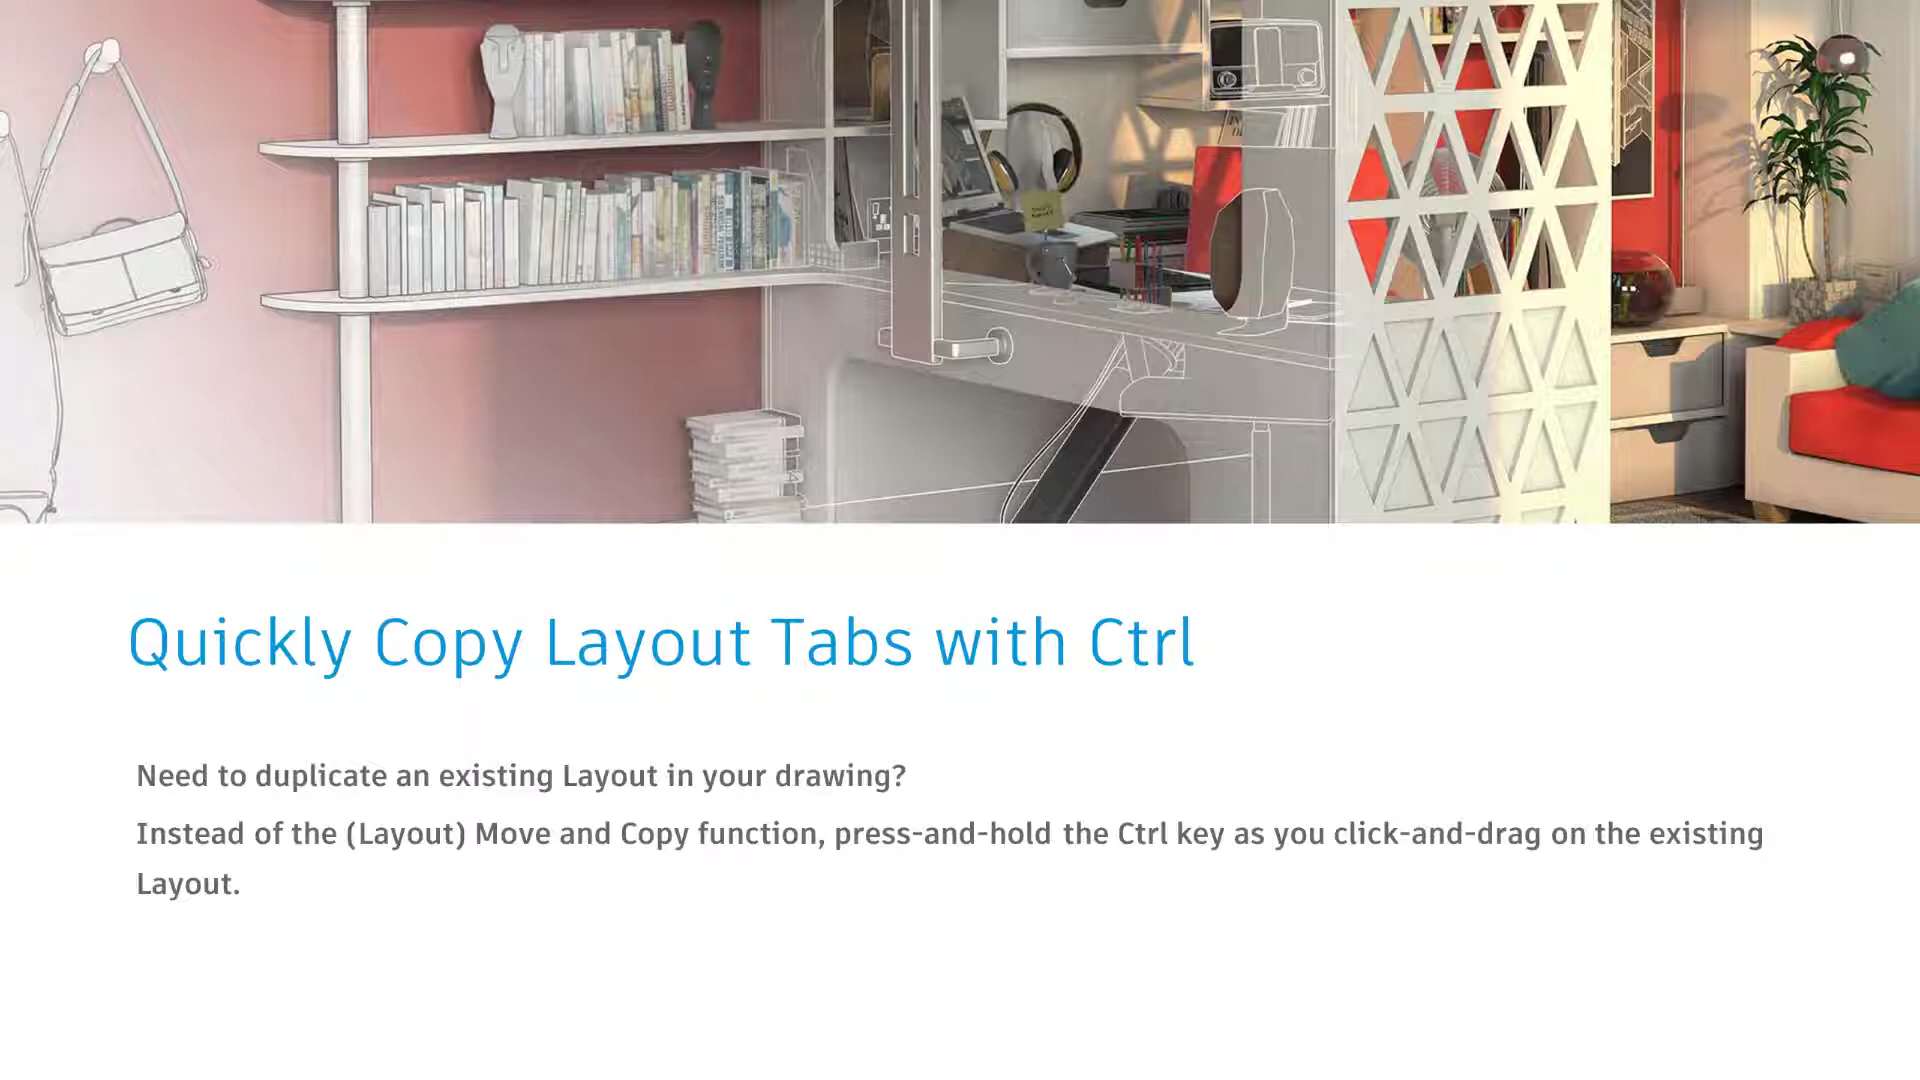 Quickly Copy Layout Tabs with Ctrl
Need to duplicate an existing Layout in your drawing?
Instead of the (Layout) Move and Copy function, press-and-hold the Ctrl key as you click-and-drag on the existing
Layout.